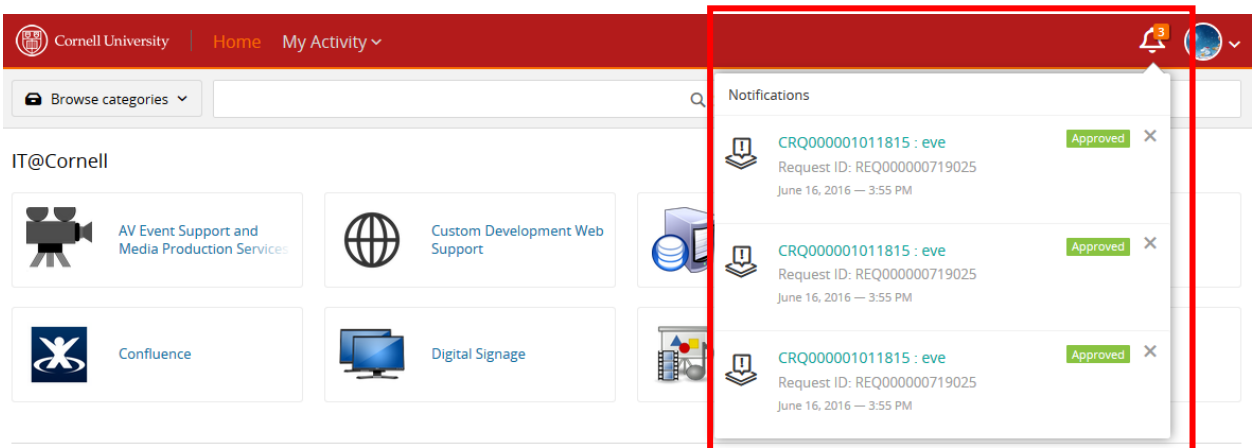 Cornell University
Home
My Activity
3
Browse categories
Notifications
CRQ000001011815 : eve
Approved
Request ID: REQ000000719025
June 16, 2016 — 3:55 PM
CRQ000001011815 : eve
Approved
Request ID: REQ000000719025
June 16, 2016 — 3:55 PM
CRQ000001011815 : eve
Approved
Request ID: REQ000000719025
June 16, 2016 — 3:55 PM
IT@Cornell
AV Event Support and
Media Production Services
Custom Development Web
Support
Confluence
Digital Signage